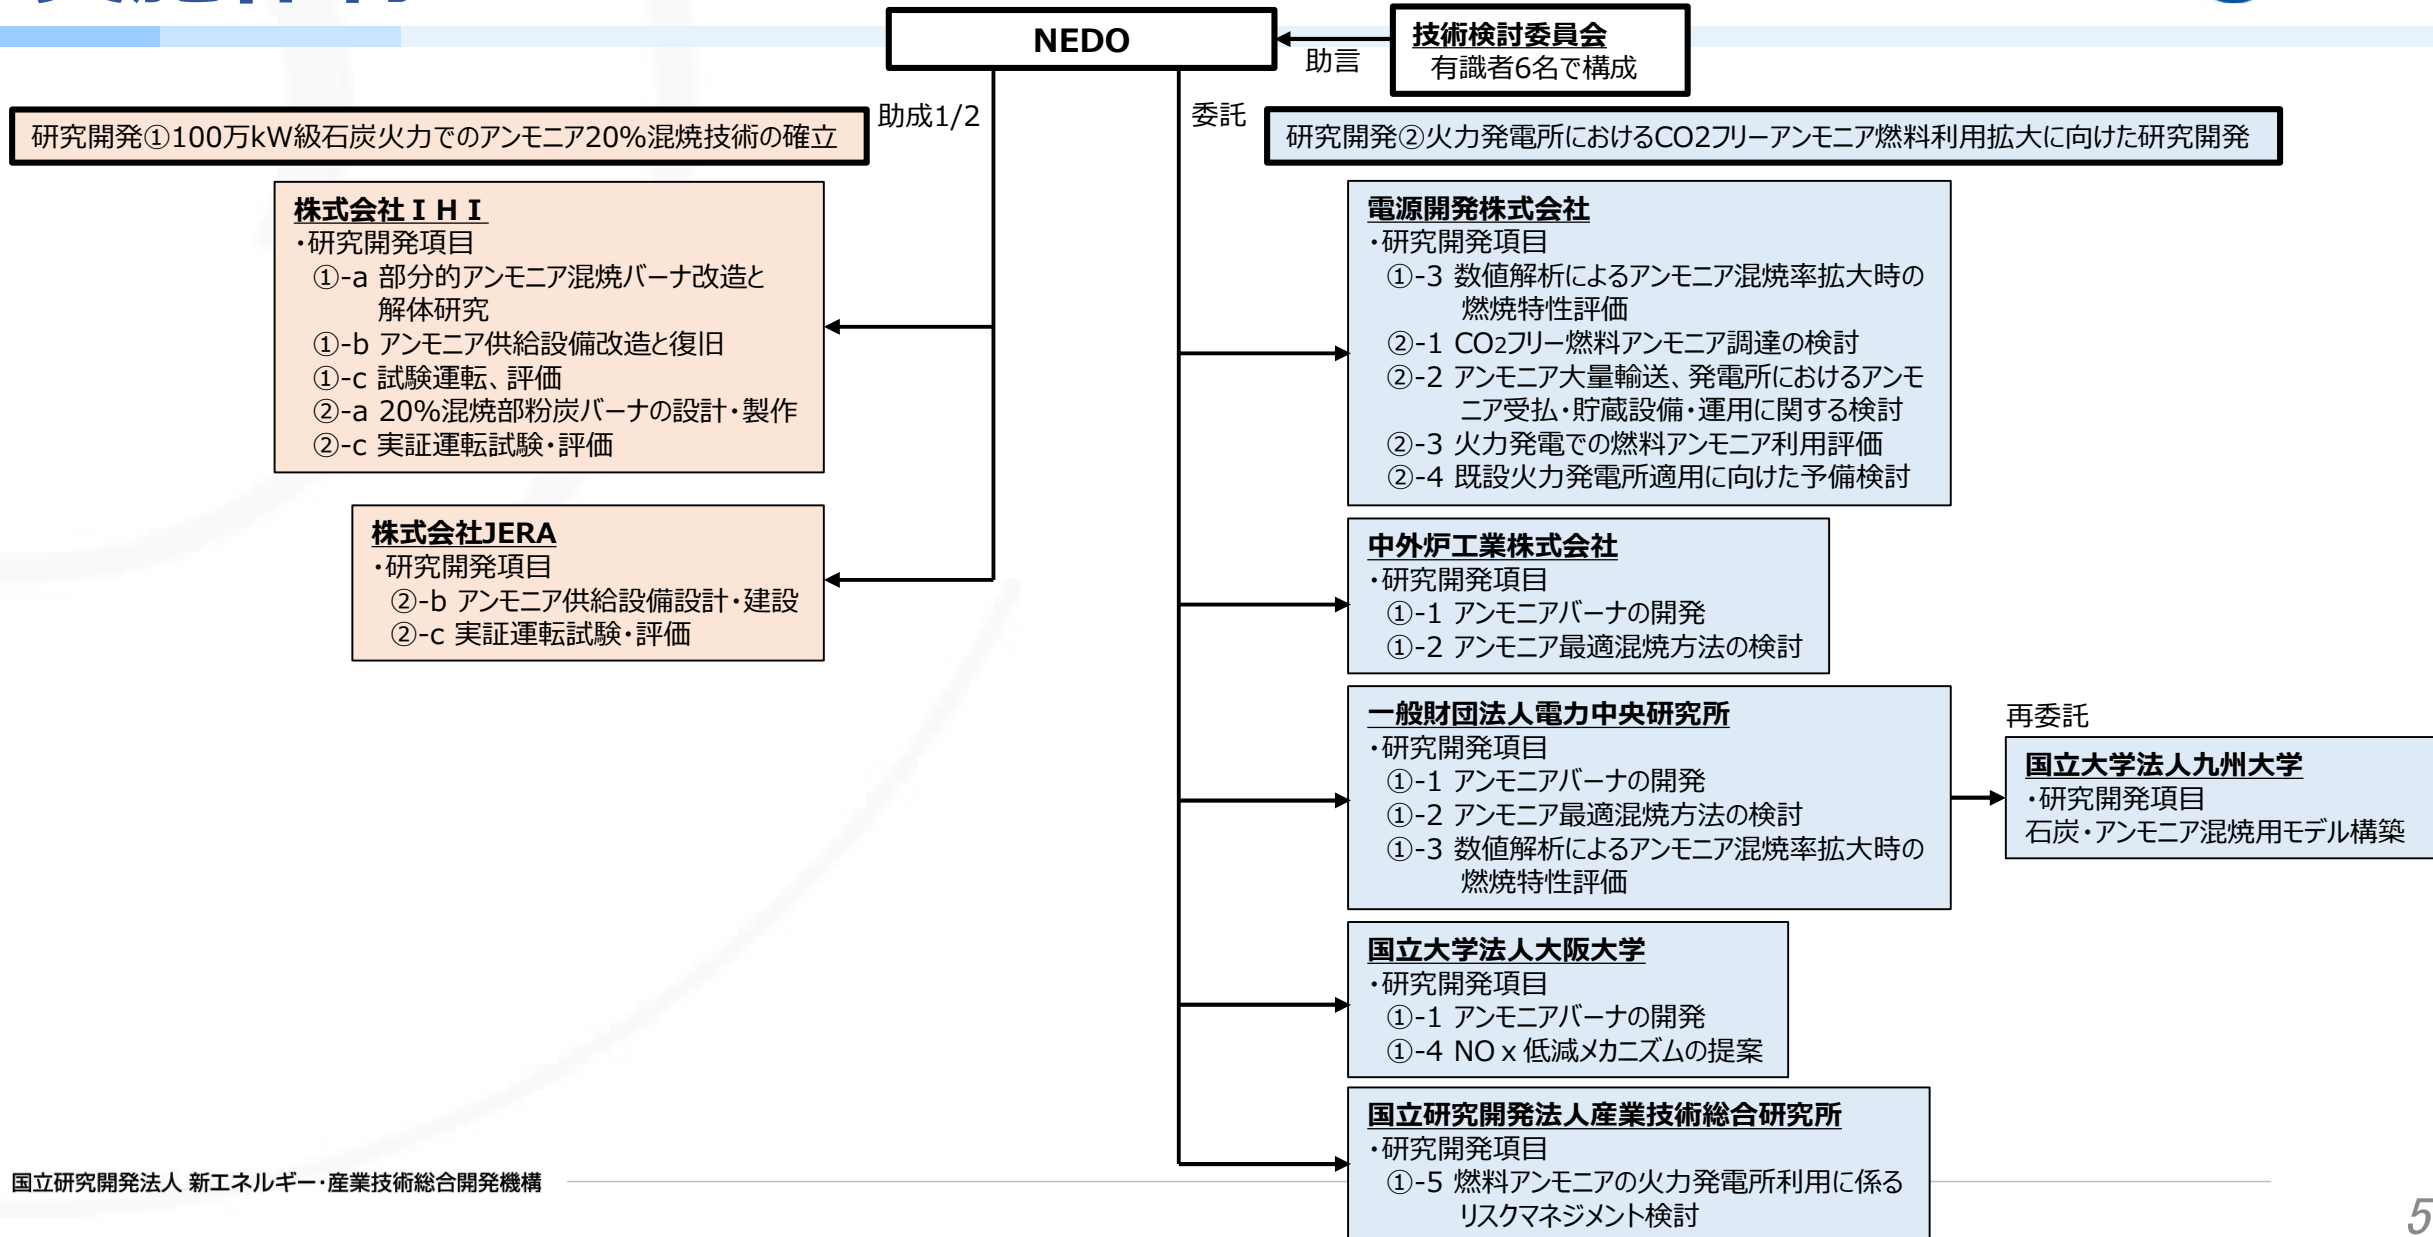 NEDO
助言
技術検討委員会
有識者6名で構成
助成1/2
委託
研究開発①100万kW級石炭火力でのアンモニア20%混焼技術の確立
株式会社ＩＨＩ
・研究開発項目
①-a 部分的アンモニア混焼バーナ改造と
解体研究
①-b アンモニア供給設備改造と復旧
①-c 試験運転、評価
②-a 20%混焼部粉炭バーナの設計・製作
②-c 実証運転試験・評価
株式会社JERA
・研究開発項目
②-b アンモニア供給設備設計・建設
②-c 実証運転試験・評価
研究開発②火力発電所におけるCO2フリーアンモニア燃料利用拡大に向けた研究開発
電源開発株式会社
・研究開発項目
①-3 数値解析によるアンモニア混焼率拡大時の
燃焼特性評価
②-1 CO2フリー燃料アンモニア調達の検討
②-2 アンモニア大量輸送、発電所におけるアンモ
ニア受払・貯蔵設備・運用に関する検討
②-3 火力発電での燃料アンモニア利用評価
②-4 既設火力発電所適用に向けた予備検討
中外炉工業株式会社
・研究開発項目
①-1 アンモニアバーナの開発
①-2 アンモニア最適混焼方法の検討
一般財団法人電力中央研究所
・研究開発項目
①-1 アンモニアバーナの開発
①-2 アンモニア最適混焼方法の検討
①-3 数値解析によるアンモニア混焼率拡大時の
燃焼特性評価
再委託
国立大学法人九州大学
・研究開発項目
石炭・アンモニア混焼用モデル構築
国立大学法人大阪大学
・研究開発項目
①-1 アンモニアバーナの開発
①-4 NOｘ低減メカニズムの提案
国立研究開発法人産業技術総合研究所
・研究開発項目
①-5 燃料アンモニアの火力発電所利用に係る
リスクマネジメント検討
国立研究開発法人 新エネルギー・産業技術総合開発機構
5